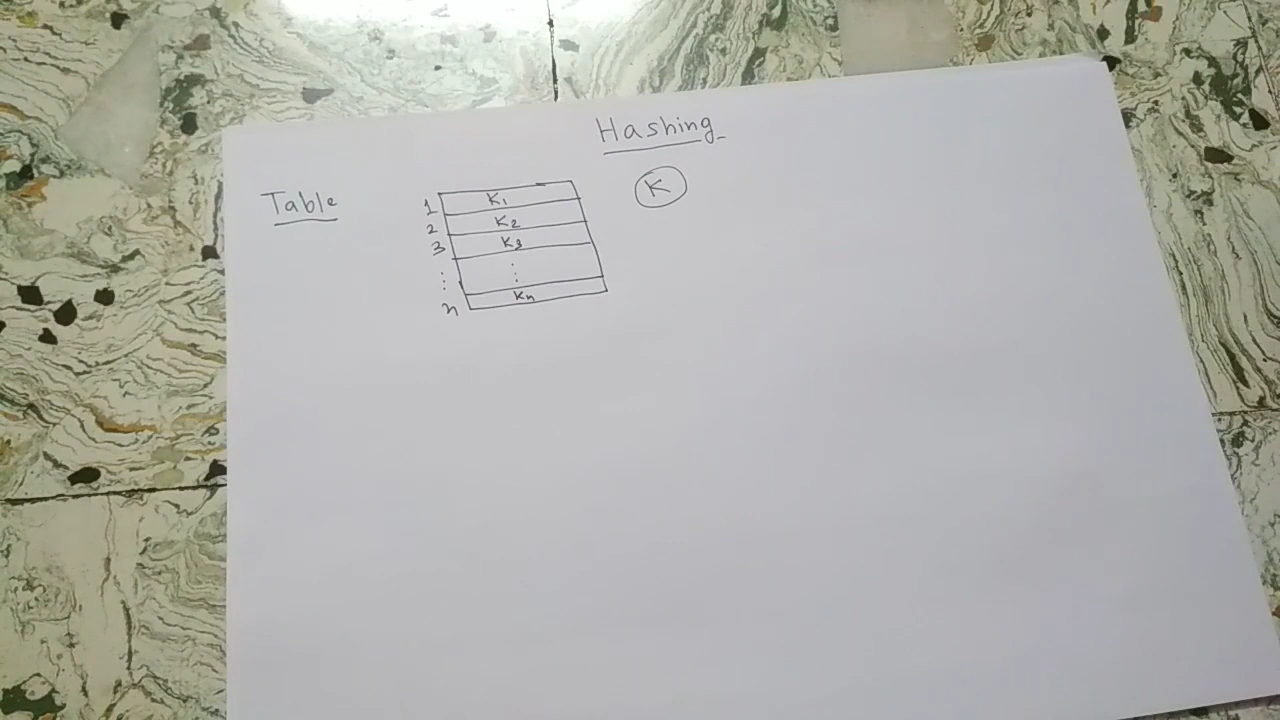 Hashing
Table
K
1 K1
2 K2
3 K3
⋮ ⋮
n Kn